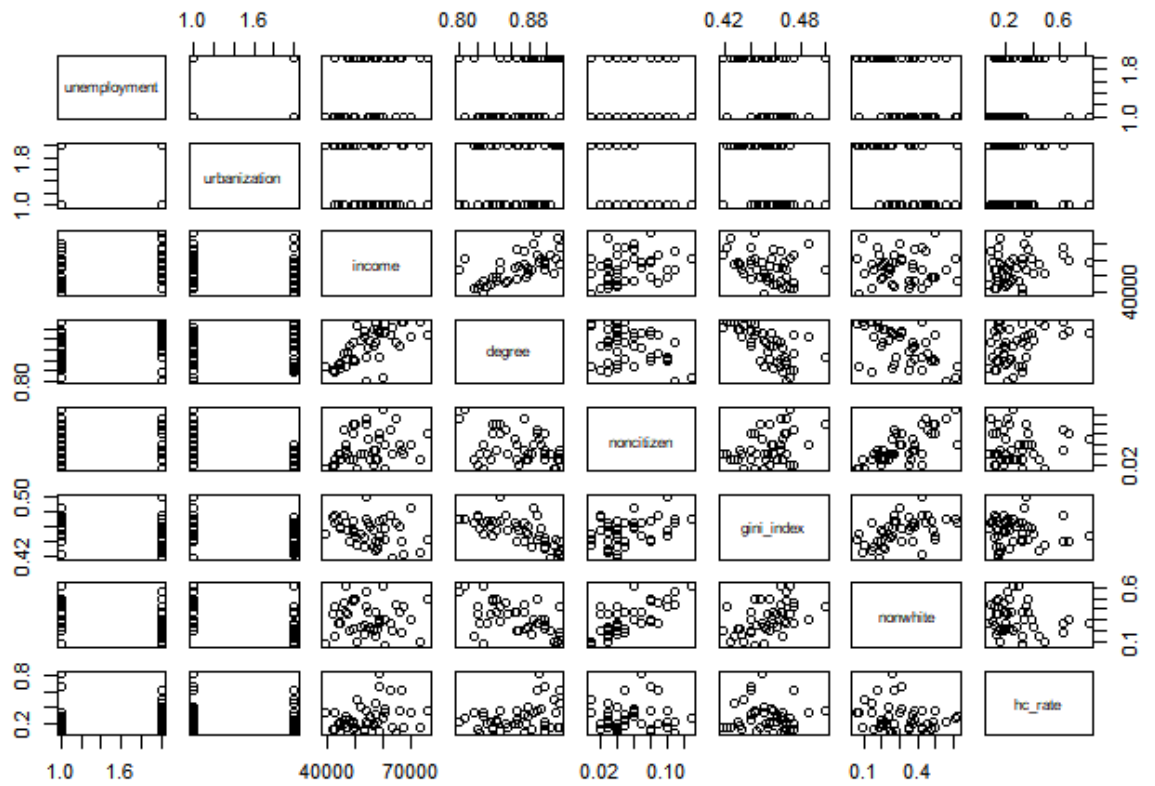 1.0 1.6 0.80 0.88 0.42 0.48 0.2 0.6
unemployment 1.0 1.8
1.0 1.8 urbanization
income 40000
0.80 degree
noncitizen 0.02
0.42 0.50 gini_index
nonwhite 0.1 0.6
0.2 0.8 hc_rate
1.0 1.6 40000 70000 0.02 0.10 0.1 0.4